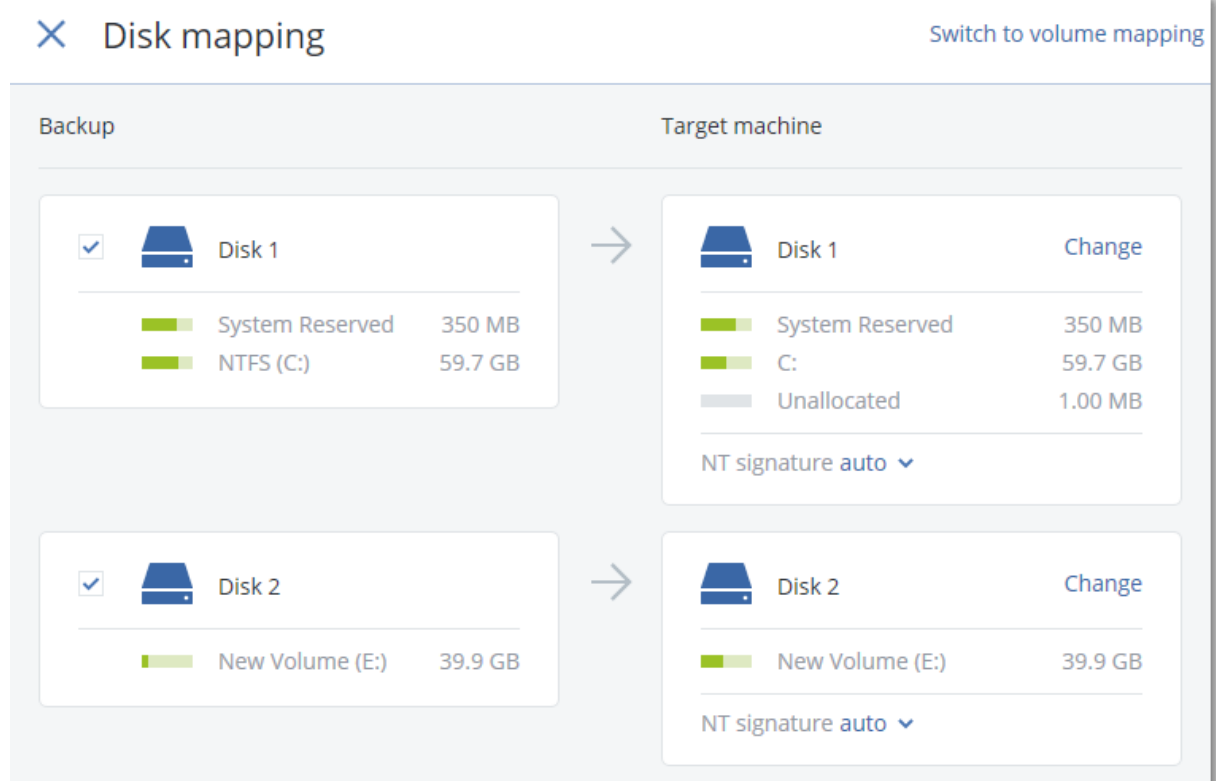 Disk mapping
Switch to volume mapping
Backup
Target machine
Disk 1
System Reserved 350 MB
NTFS (C:) 59.7 GB
Disk 1 Change
System Reserved 350 MB
C: 59.7 GB
Unallocated 1.00 MB
NT signature auto
Disk 2
New Volume (E:) 39.9 GB
Disk 2 Change
New Volume (E:) 39.9 GB
NT signature auto